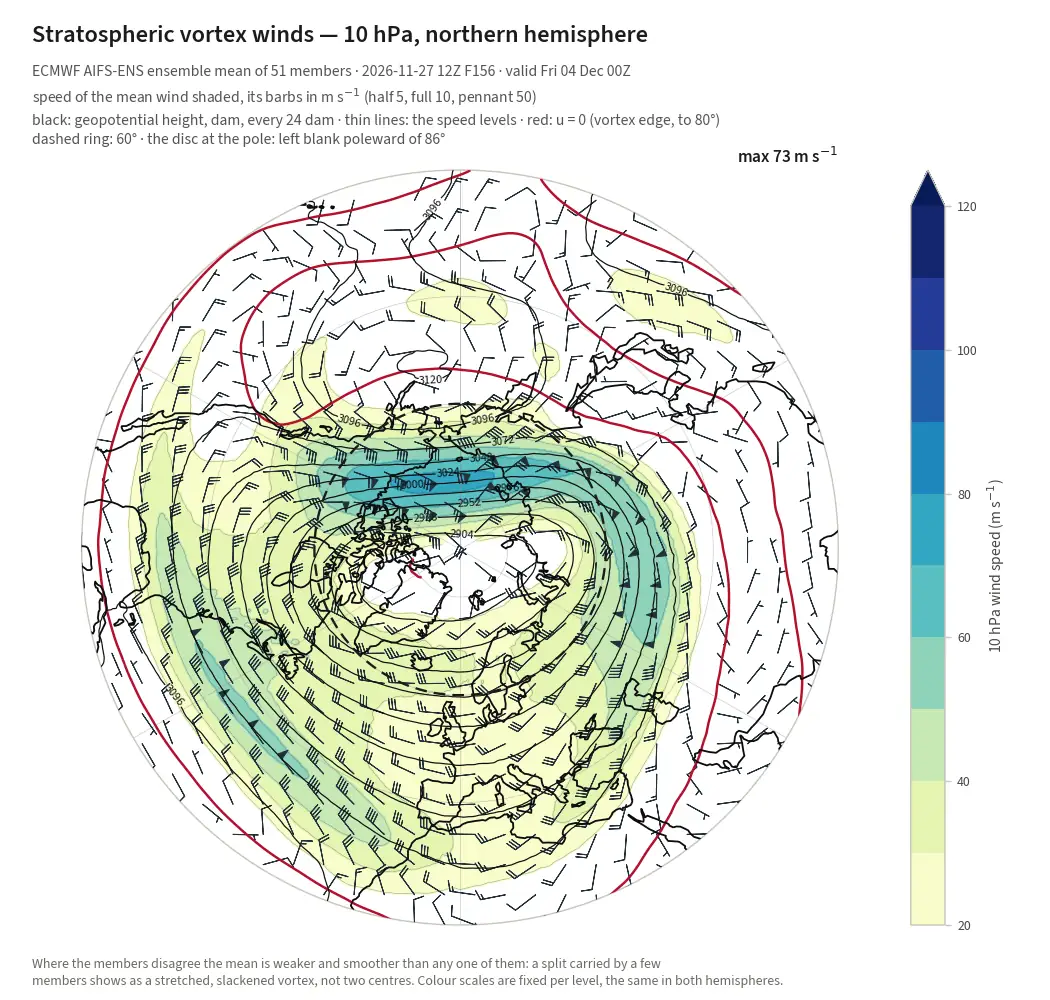 Stratospheric vortex winds — 10 hPa, northern hemisphere
ECMWF AIFS-ENS ensemble mean of 51 members · 2026-11-27 12Z F156 · valid Fri 04 Dec 00Z
speed of the mean wind shaded, its barbs in m s⁻¹ (half 5, full 10, pennant 50)
black: geopotential height, dam, every 24 dam · thin lines: the speed levels · red: u = 0 (vortex edge, to 80°)
dashed ring: 60° · the disc at the pole: left blank poleward of 86°
max 73 m s⁻¹
120
100
80
60
40
20
10 hPa wind speed (m s⁻¹)
3096
3096
3120
3096
3096
3072
3024
2952
2904
3096
Where the members disagree the mean is weaker and smoother than any one of them: a split carried by a few
members shows as a stretched, slackened vortex, not two centres. Colour scales are fixed per level, the same in both hemispheres.